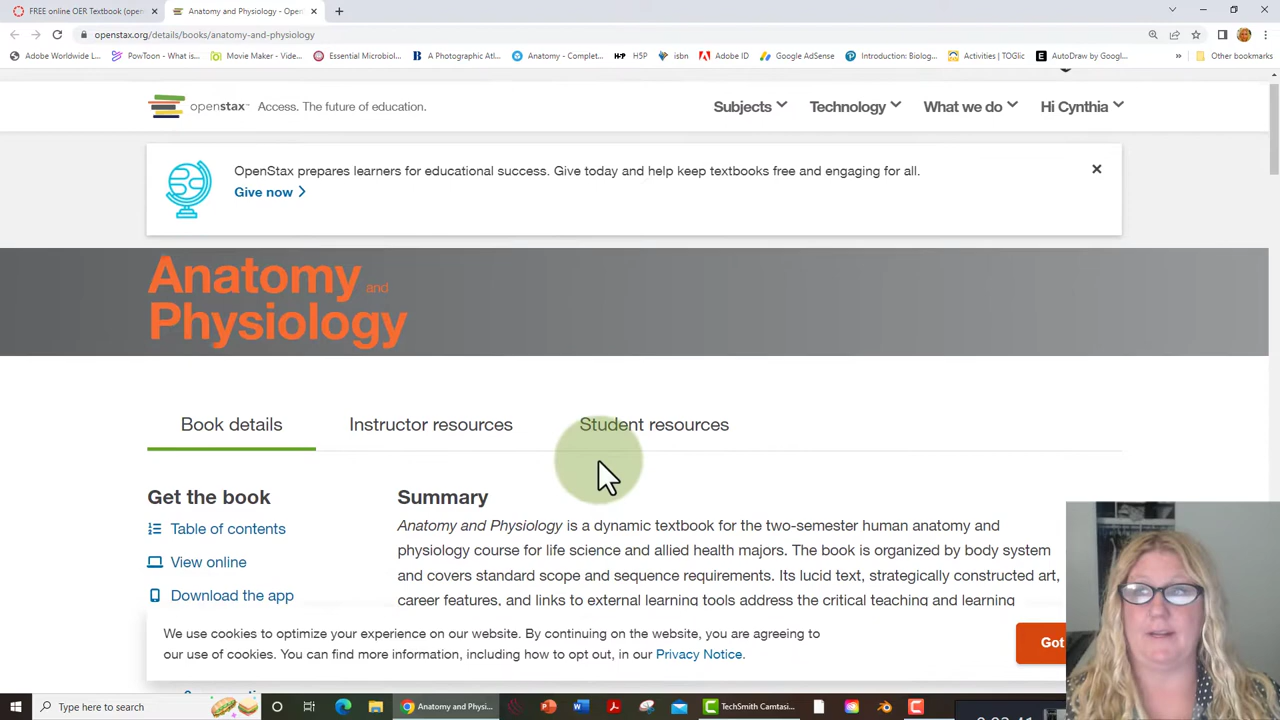 FREE online OER Textbook (open
Anatomy and Physiology - Open
openstax.org/details/books/anatomy-and-physiology
Adobe Worldwide L...
PowToon - What is...
Movie Maker - Video...
Essential Microbiol...
A Photographic Atl...
Anatomy - Complet...
H5P
isbn
Adobe ID
Google AdSense
Introduction: Biolog...
Activities | TOGlic
AutoDraw by Googl...
»
Other bookmarks
openstax™ Access. The future of education.
Subjects
Technology
What we do
Hi Cynthia
OpenStax prepares learners for educational success. Give today and help keep textbooks free and engaging for all.
Give now
Anatomy and
Physiology
Book details
Instructor resources
Student resources
Get the book
Table of contents
View online
Download the app
Summary
Anatomy and Physiology is a dynamic textbook for the two-semester human anatomy and
physiology course for life science and allied health majors. The book is organized by body system
and covers standard scope and sequence requirements. Its lucid text, strategically constructed art,
career features, and links to external learning tools address the critical teaching and learning
We use cookies to optimize your experience on our website. By continuing on the website, you are agreeing to
our use of cookies. You can find more information, including how to opt out, in our Privacy Notice.
Got
Type here to search
Anatomy and Physi...
TechSmith Camtasi...